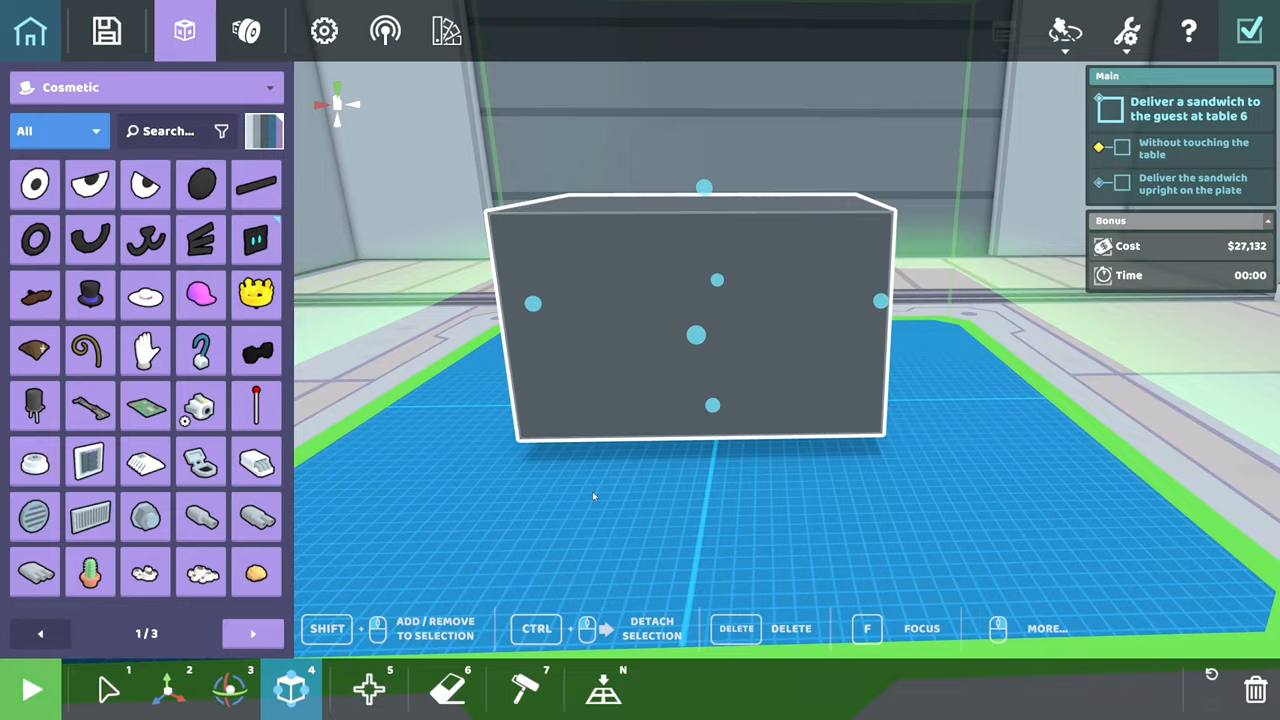 Cosmetic
All
Search...
1/3
Main
Deliver a sandwich to
the guest at table 6
Without touching the
table
Deliver the sandwich
upright on the plate
Bonus
Cost $27,132
Time 00:00
SHIFT + ADD / REMOVE
TO SELECTION
CTRL + DETACH
SELECTION
DELETE DELETE
F FOCUS
MORE...
1
2
3
4
5
6
7
N